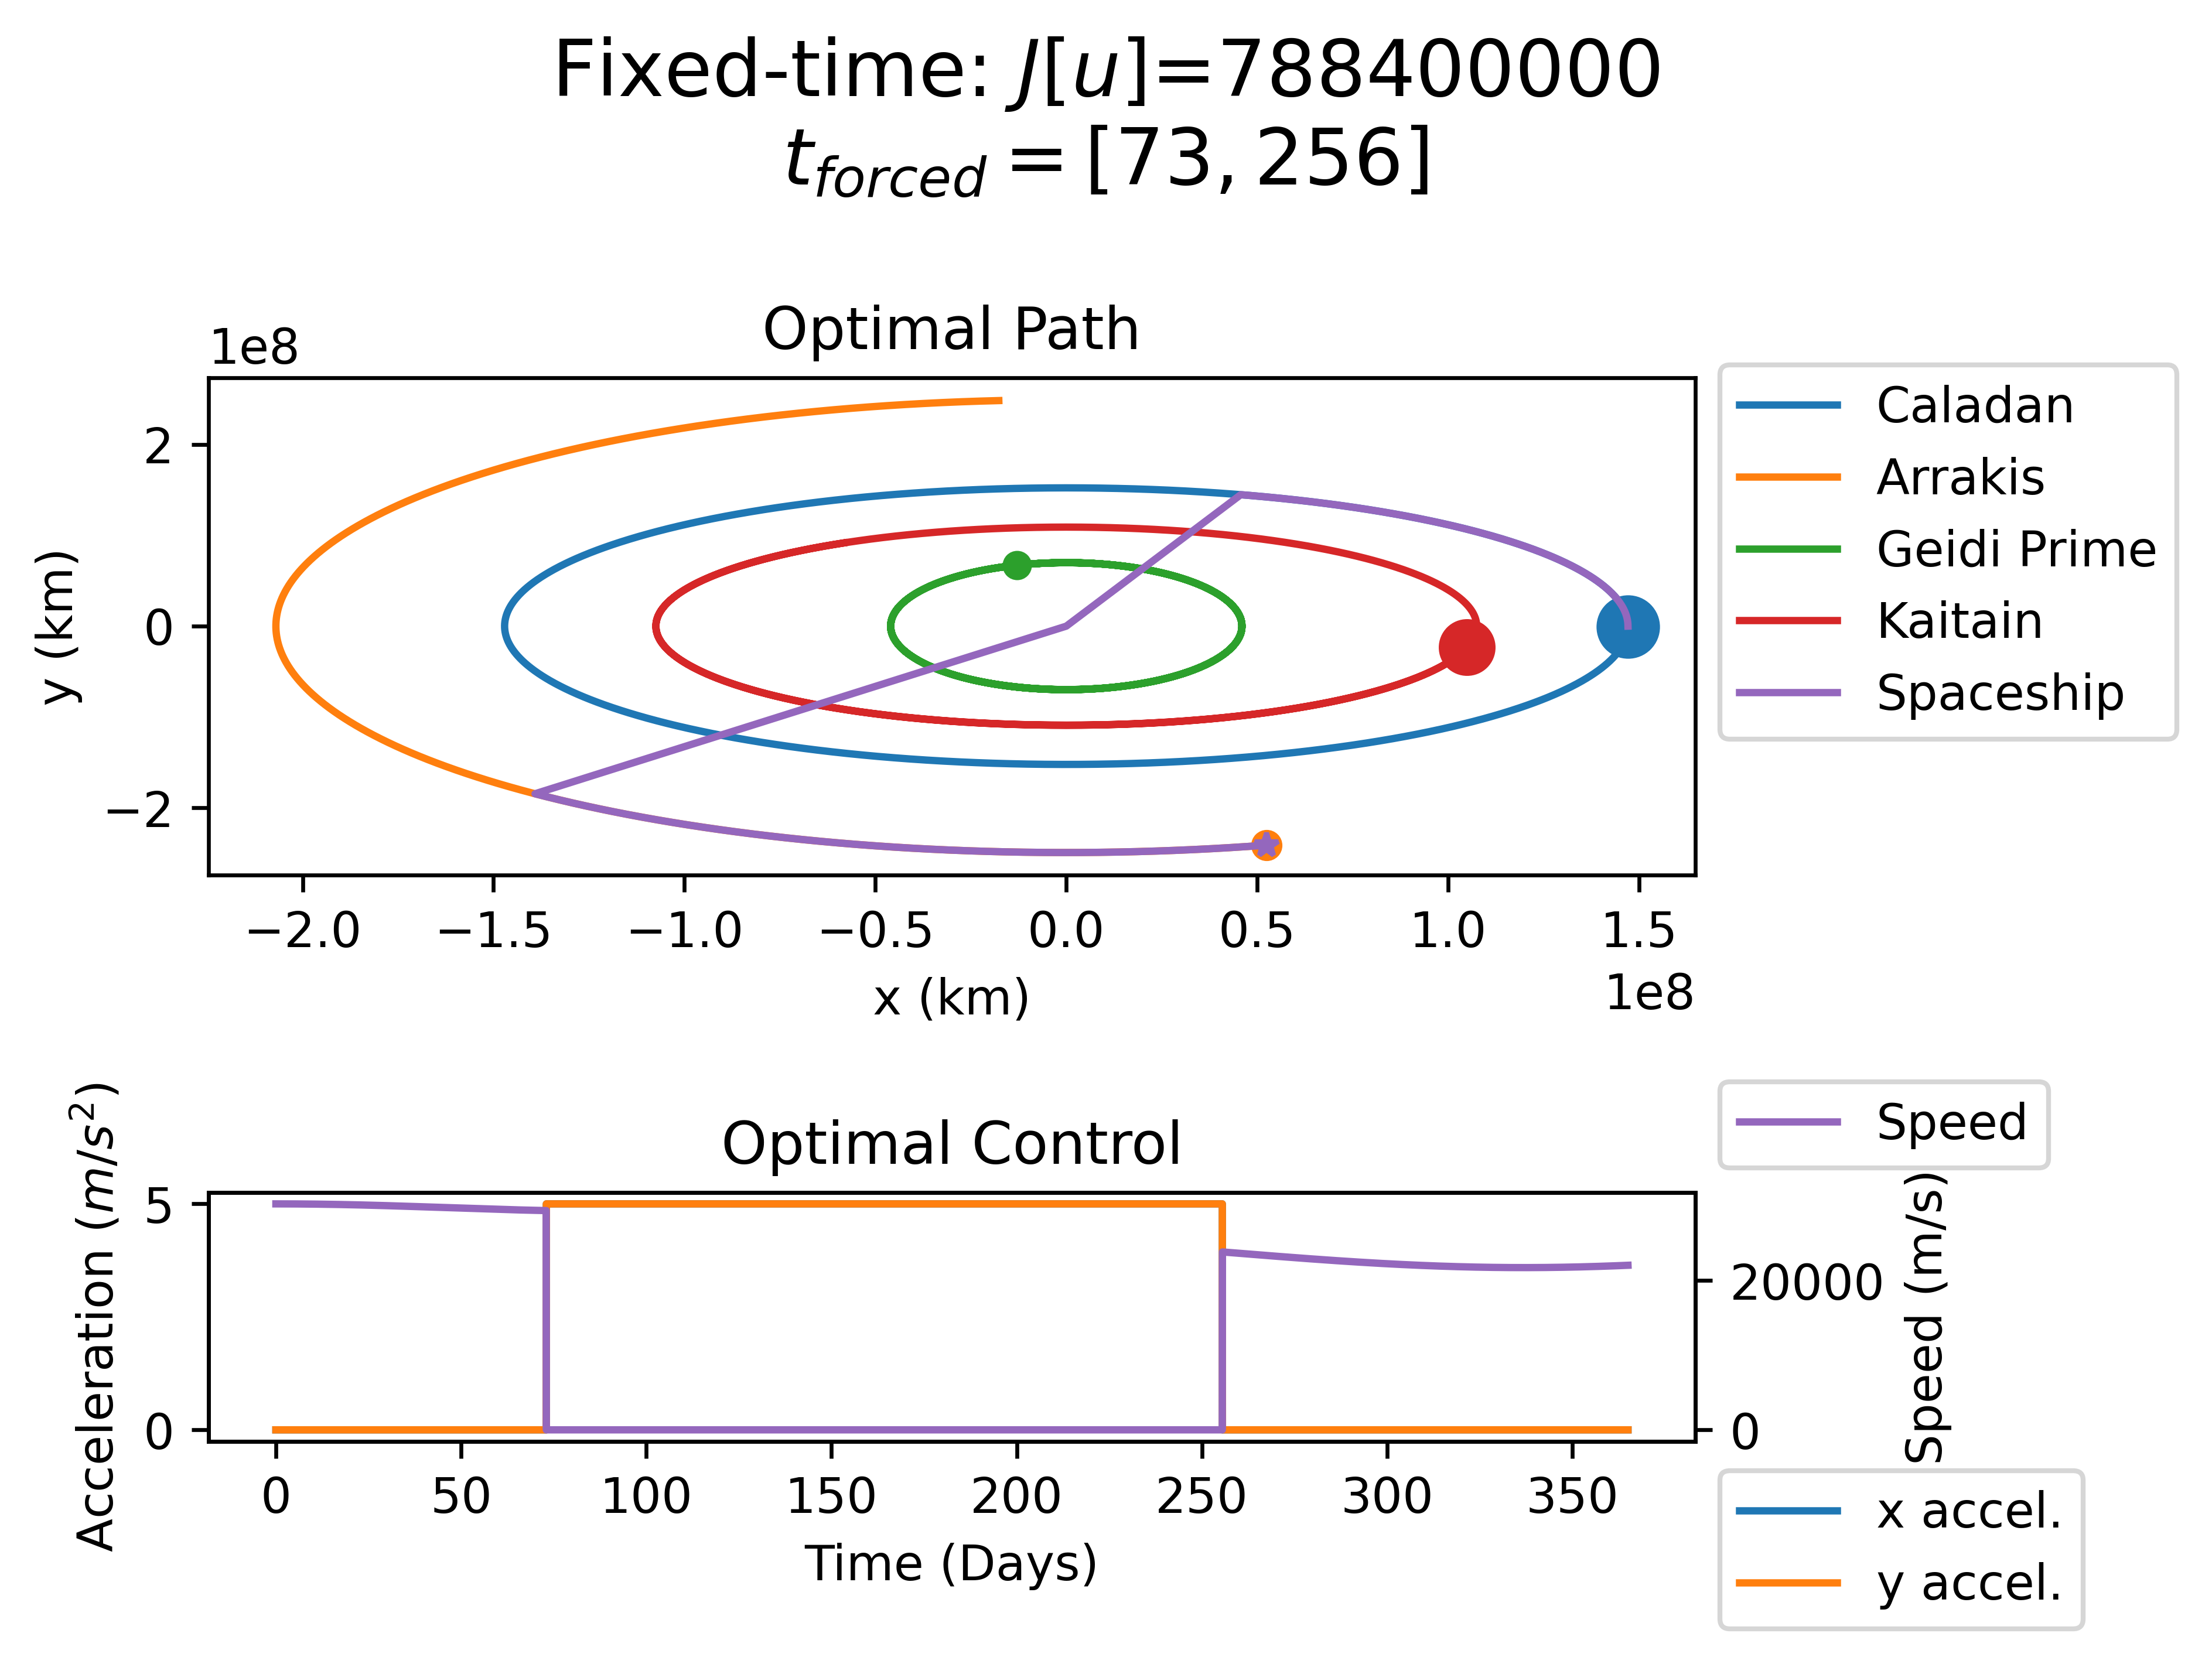 Fixed-time: J[u]=788400000
t_{forced} = [73, 256]
Optimal Path
1e8
2
0
−2
y (km)
−2.0 −1.5 −1.0 −0.5 0.0 0.5 1.0 1.5
1e8
x (km)
Caladan
Arrakis
Geidi Prime
Kaitain
Spaceship
Optimal Control
5
0
Acceleration (m/s²)
0 50 100 150 200 250 300 350
Time (Days)
20000
0
Speed (m/s)
Speed
x accel.
y accel.